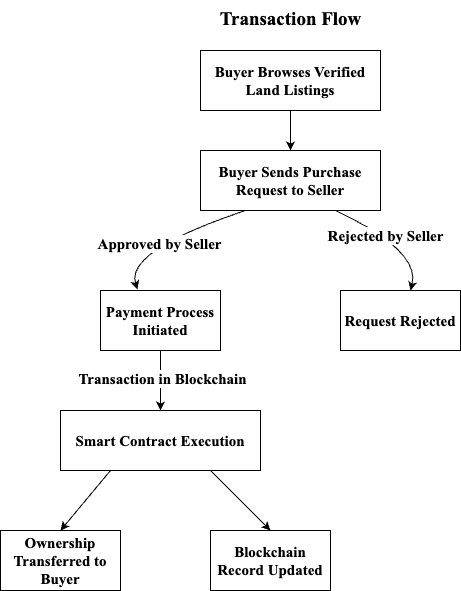 Transaction Flow
Buyer Browses Verified
Land Listings
Buyer Sends Purchase
Request to Seller
Approved by Seller
Rejected by Seller
Payment Process
Initiated
Request Rejected
Transaction in Blockchain
Smart Contract Execution
Ownership
Transferred to
Buyer
Blockchain
Record Updated